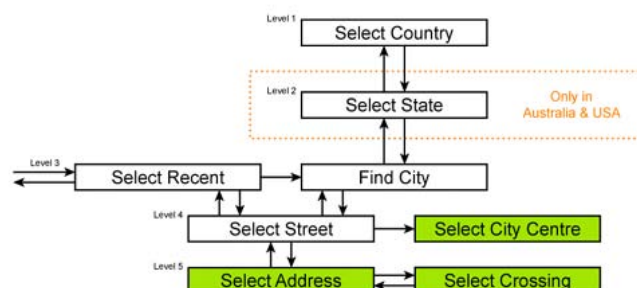 Level 1
Select Country
Level 2
Select State
Only in
Australia & USA
Level 3
Select Recent
Find City
Level 4
Select Street
Select City Centre
Level 5
Select Address
Select Crossing